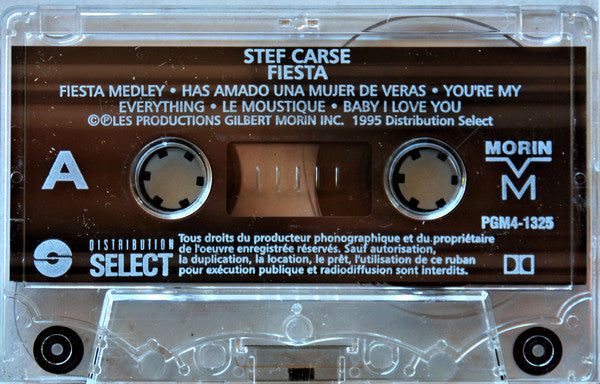 STEF CARSE
FIESTA
FIESTA MEDLEY • HAS AMADO UNA MUJER DE VERAS • YOU'RE MY
EVERYTHING • LE MOUSTIQUE • BABY I LOVE YOU
©℗LES PRODUCTIONS GILBERT MORIN INC. 1995 Distribution Select
A
MORIN
M
PGM4-1325
DISTRIBUTION
SELECT
Tous droits du producteur phonographique et du propriétaire
de l'oeuvre enregistrée réservés. Sauf autorisation,
la duplication, la location, le prêt, l'utilisation de ce ruban
pour exécution publique et radiodiffusion sont interdits.